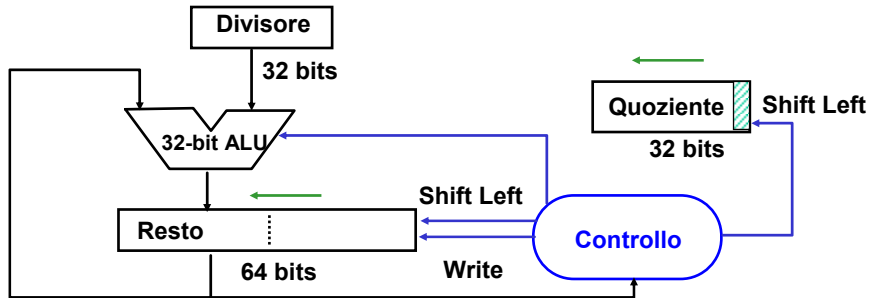 Divisore
32 bits
Quoziente
Shift Left
32-bit ALU
32 bits
Shift Left
Resto
Controllo
64 bits
Write